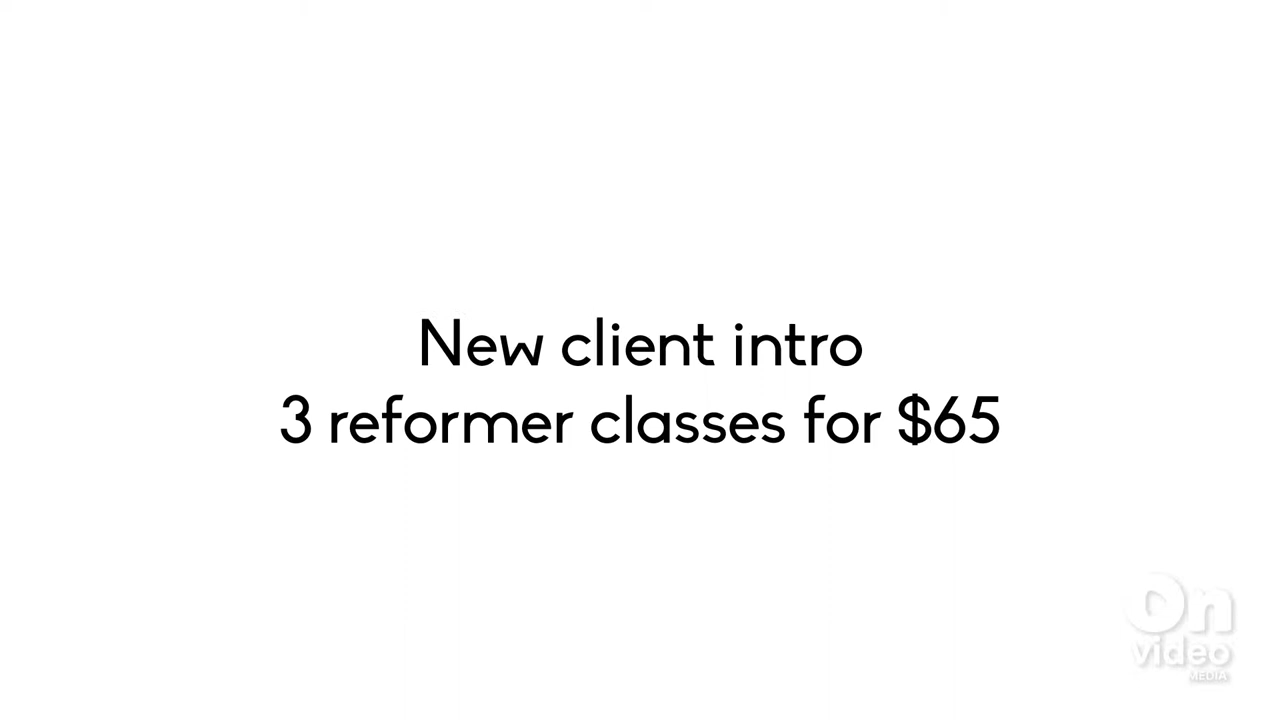 New client intro
3 reformer classes for $65
On
video
MEDIA